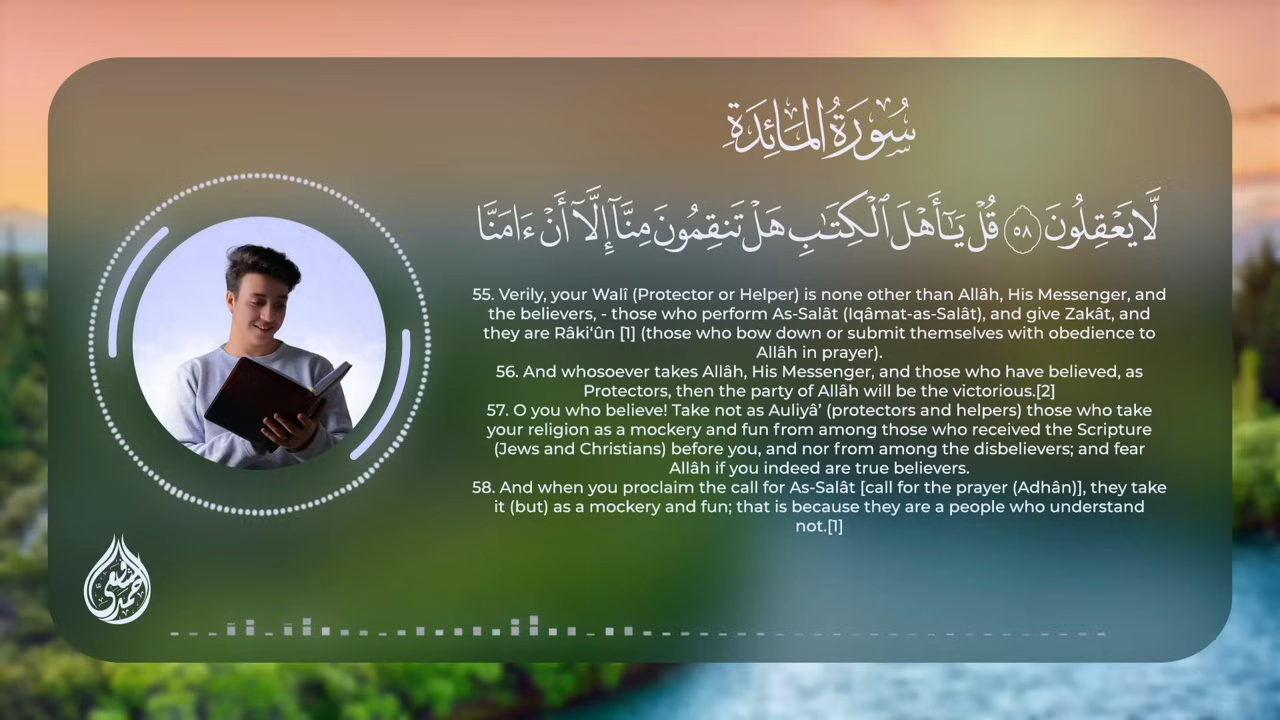 سُورَةُ المَائِدَةِ
لَّا يَعْقِلُونَ ٥٨ قُلْ يَـٰٓأَهْلَ ٱلْكِتَـٰبِ هَلْ تَنقِمُونَ مِنَّآ إِلَّآ أَنْ ءَامَنَّا
55. Verily, your Walî (Protector or Helper) is none other than Allâh, His Messenger, and
the believers, - those who perform As-Salât (Iqâmat-as-Salât), and give Zakât, and
they are Râki‘ûn [1] (those who bow down or submit themselves with obedience to
Allâh in prayer).
56. And whosoever takes Allâh, His Messenger, and those who have believed, as
Protectors, then the party of Allâh will be the victorious.[2]
57. O you who believe! Take not as Auliyâ’ (protectors and helpers) those who take
your religion as a mockery and fun from among those who received the Scripture
(Jews and Christians) before you, and nor from among the disbelievers; and fear
Allâh if you indeed are true believers.
58. And when you proclaim the call for As-Salât [call for the prayer (Adhân)], they take
it (but) as a mockery and fun; that is because they are a people who understand
not.[1]